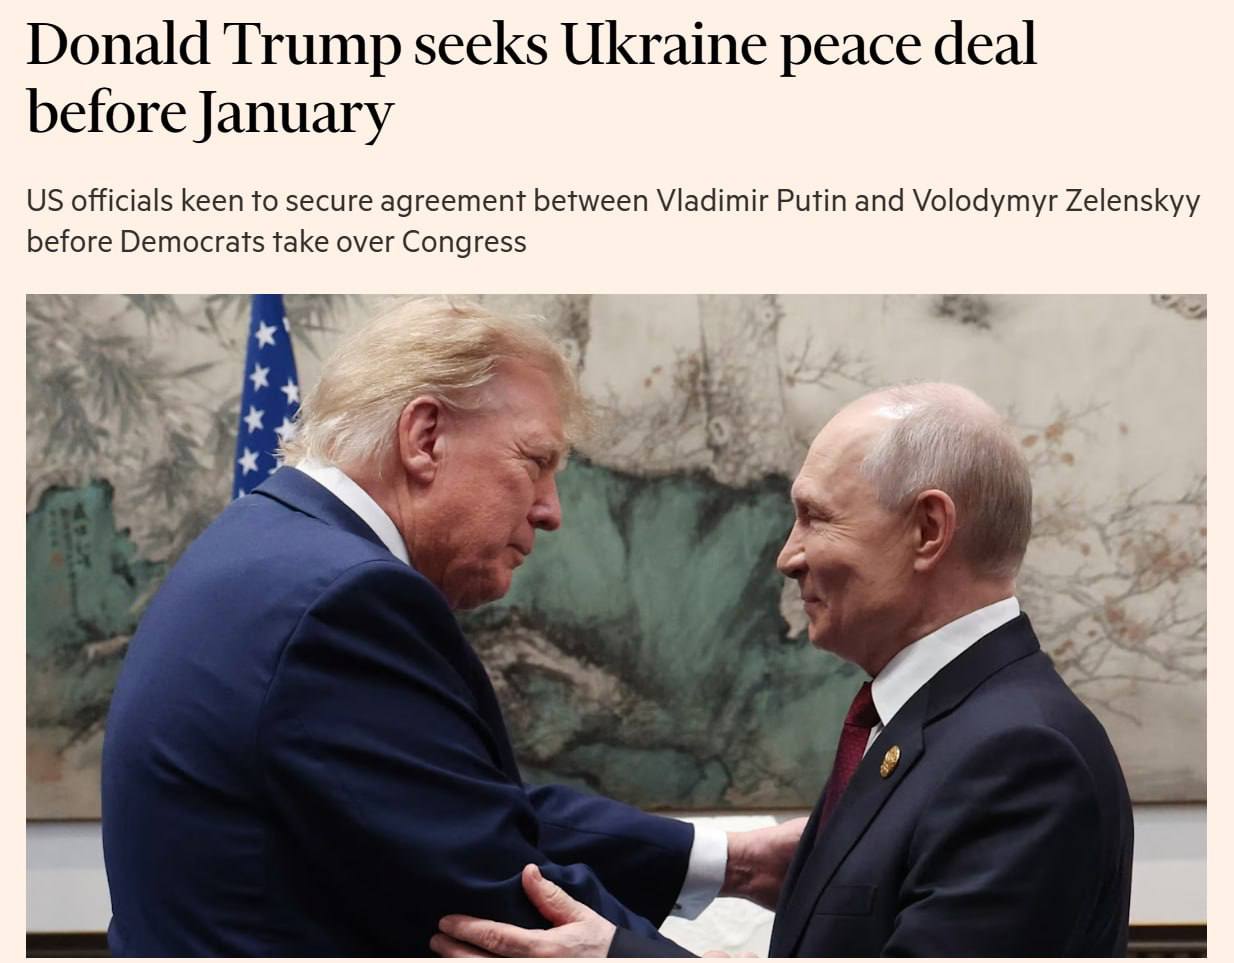 Donald Trump seeks Ukraine peace deal
before January
US officials keen to secure agreement between Vladimir Putin and Volodymyr Zelenskyy
before Democrats take over Congress